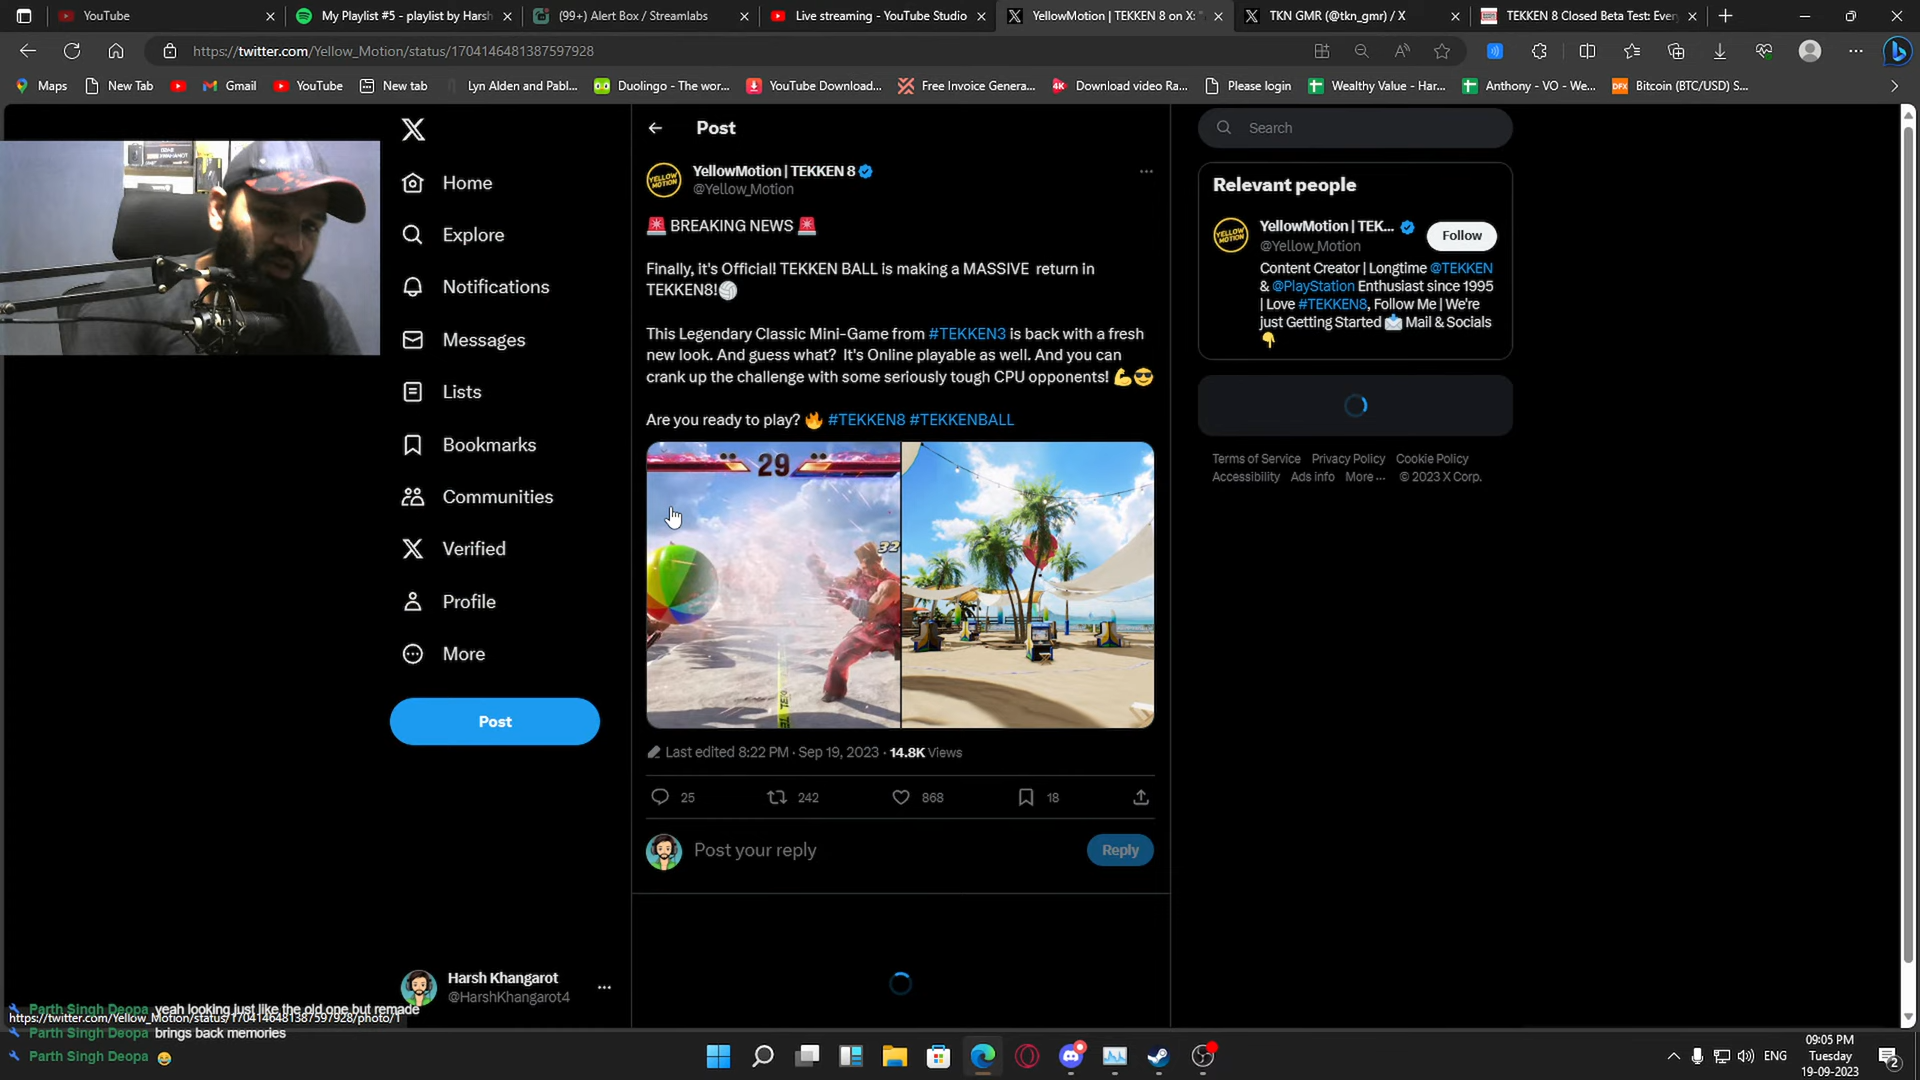 YouTube
My Playlist #5 - playlist by Harsh
(99+) Alert Box / Streamlabs
Live streaming - YouTube Studio
YellowMotion | TEKKEN 8 on X: "
TKN GMR (@tkn_gmr) / X
TEKKEN 8 Closed Beta Test: Every
https://twitter.com/Yellow_Motion/status/1704146481387597928
Maps
New Tab
Gmail
YouTube
New tab
Lyn Alden and Pabl...
Duolingo - The wor...
YouTube Download...
Free Invoice Genera...
Download video Ra...
Please login
Wealthy Value - Har...
Anthony - VO - We...
Bitcoin (BTC/USD) S...
Home
Explore
Notifications
Messages
Lists
Bookmarks
Communities
Verified
Profile
More
Post
Harsh Khangarot
@HarshKhangarot4
Post
YellowMotion | TEKKEN 8
@Yellow_Motion
🚨 BREAKING NEWS 🚨
Finally, it's Official! TEKKEN BALL is making a MASSIVE return in
TEKKEN8!🏐
This Legendary Classic Mini-Game from #TEKKEN3 is back with a fresh
new look. And guess what? It's Online playable as well. And you can
crank up the challenge with some seriously tough CPU opponents! 💪😎
Are you ready to play? 🔥 #TEKKEN8 #TEKKENBALL
29
32
Last edited 8:22 PM · Sep 19, 2023 · 14.8K Views
25 242 868 18
Post your reply
Reply
Search
Relevant people
YellowMotion | TEK...
@Yellow_Motion
Follow
Content Creator | Longtime @TEKKEN
& @PlayStation Enthusiast since 1995
| Love #TEKKEN8, Follow Me | We're
just Getting Started 📩 Mail & Socials
👇
Terms of Service Privacy Policy Cookie Policy
Accessibility Ads info More ··· © 2023 X Corp.
Parth Singh Deopa yeah looking just like the old one but remade
https://twitter.com/Yellow_Motion/status/1704146481387597928/photo/1
Parth Singh Deopa brings back memories
Parth Singh Deopa 😂
ENG
09:05 PM
Tuesday
19-09-2023
2